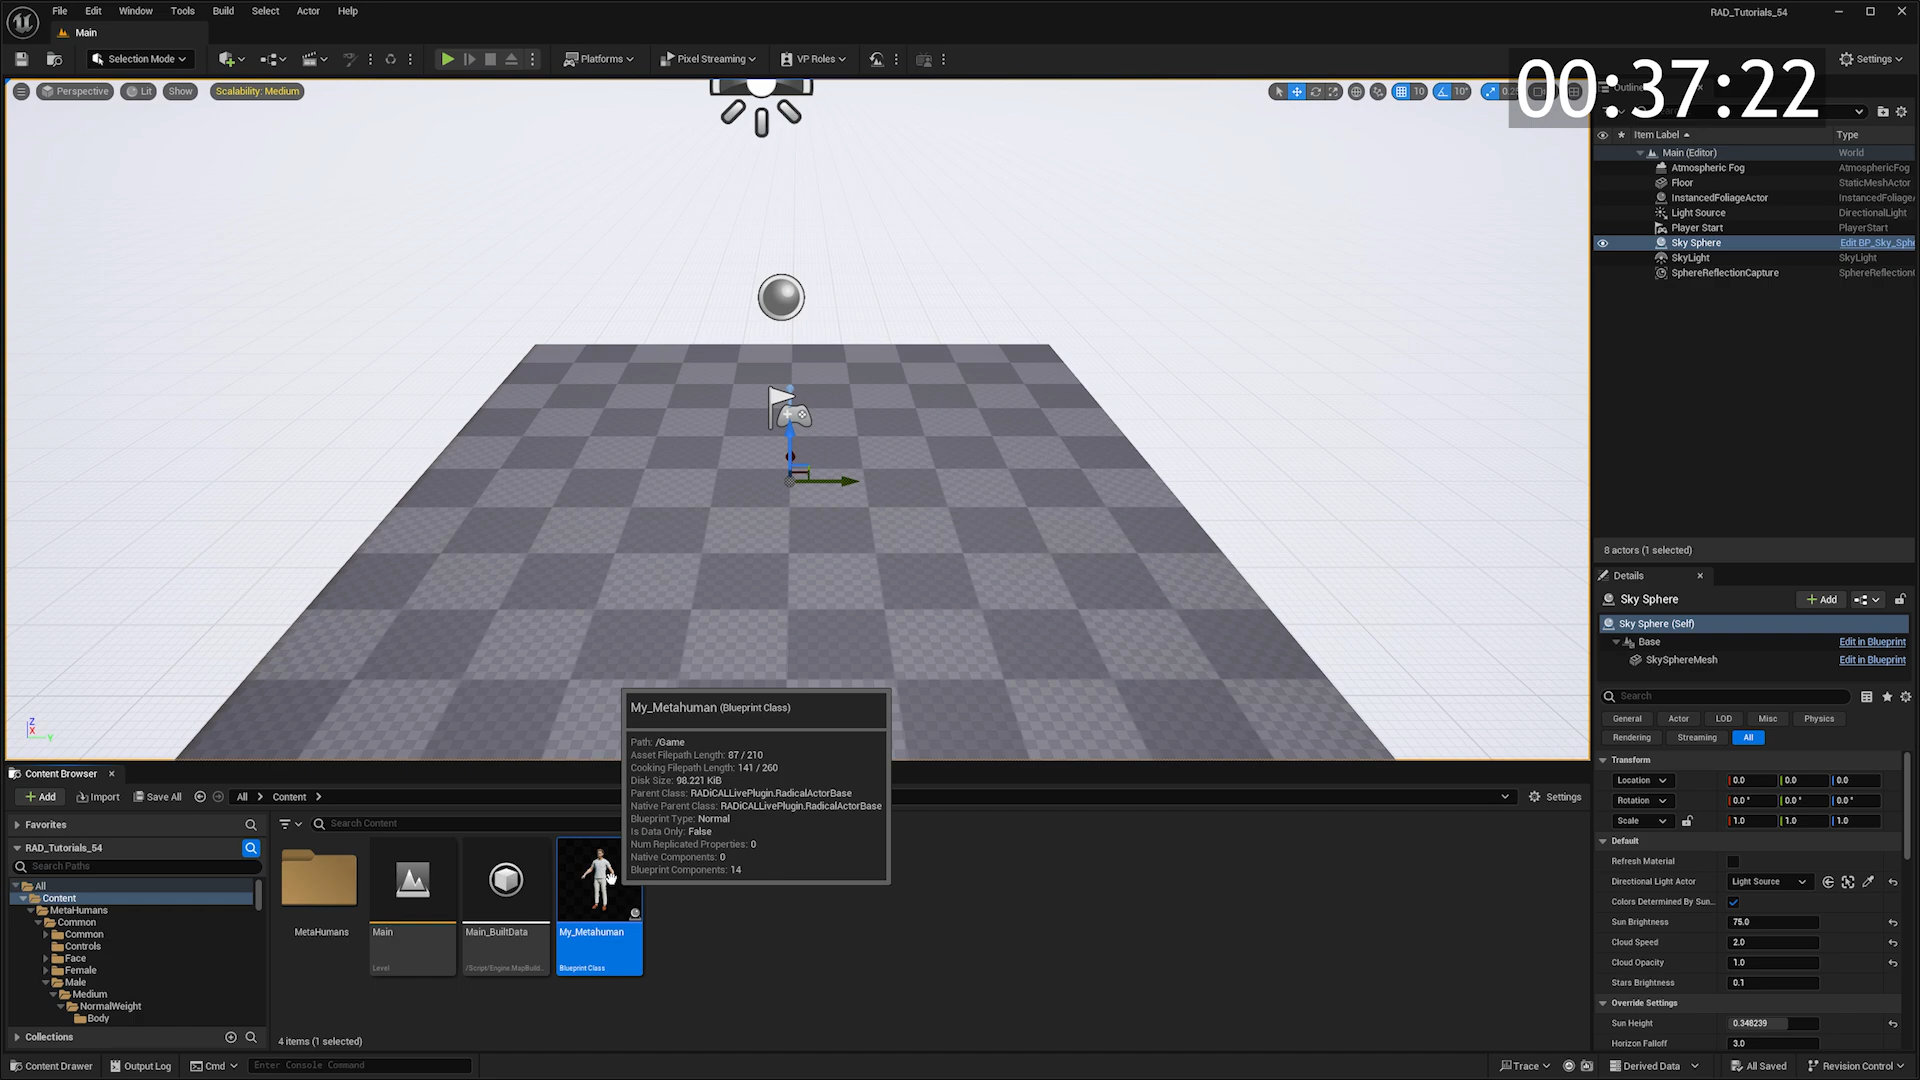 File Edit Window Tools Build Select Actor Help
RAD_Tutorials_54
Main
Selection Mode
Platforms
Pixel Streaming
VP Roles
Settings
00:37:22
Perspective
Lit
Show
Scalability: Medium
10
10°
Item Label
Type
Main (Editor) World
Atmospheric Fog AtmosphericFog
Floor StaticMeshActor
InstancedFoliageActor InstancedFoliage
Light Source DirectionalLight
Player Start PlayerStart
Sky Sphere Edit BP_Sky_Sphe
SkyLight SkyLight
SphereReflectionCapture SphereReflection
8 actors (1 selected)
Details
Sky Sphere
Add
Sky Sphere (Self)
Base Edit in Blueprint
SkySphereMesh Edit in Blueprint
Search
General Actor LOD Misc Physics
Rendering Streaming All
Transform
Location 0.0 0.0 0.0
Rotation 0.0° 0.0° 0.0°
Scale 1.0 1.0 1.0
Default
Refresh Material
Directional Light Actor Light Source
Colors Determined By Sun...
Sun Brightness 75.0
Cloud Speed 2.0
Cloud Opacity 1.0
Stars Brightness 0.1
Override Settings
Sun Height 0.348239
Horizon Falloff 3.0
Z
X
Y
My_Metahuman (Blueprint Class)
Path: /Game
Asset Filepath Length: 87 / 210
Cooking Filepath Length: 141 / 260
Disk Size: 98.221 KiB
Parent Class: RADiCALLivePlugin.RadicalActorBase
Native Parent Class: RADiCALLivePlugin.RadicalActorBase
Blueprint Type: Normal
Is Data Only: False
Num Replicated Properties: 0
Native Components: 0
Blueprint Components: 14
Content Browser
Add
Import
Save All
All
Content
Settings
Favorites
RAD_Tutorials_54
Search Paths
All
Content
MetaHumans
Common
Common
Controls
Face
Female
Male
Medium
NormalWeight
Body
Collections
Search Content
MetaHumans
Main
Level
Main_BuiltData
/Script/Engine.MapBuild...
My_Metahuman
Blueprint Class
4 items (1 selected)
Content Drawer
Output Log
Cmd
Enter Console Command
Trace
Derived Data
All Saved
Revision Control